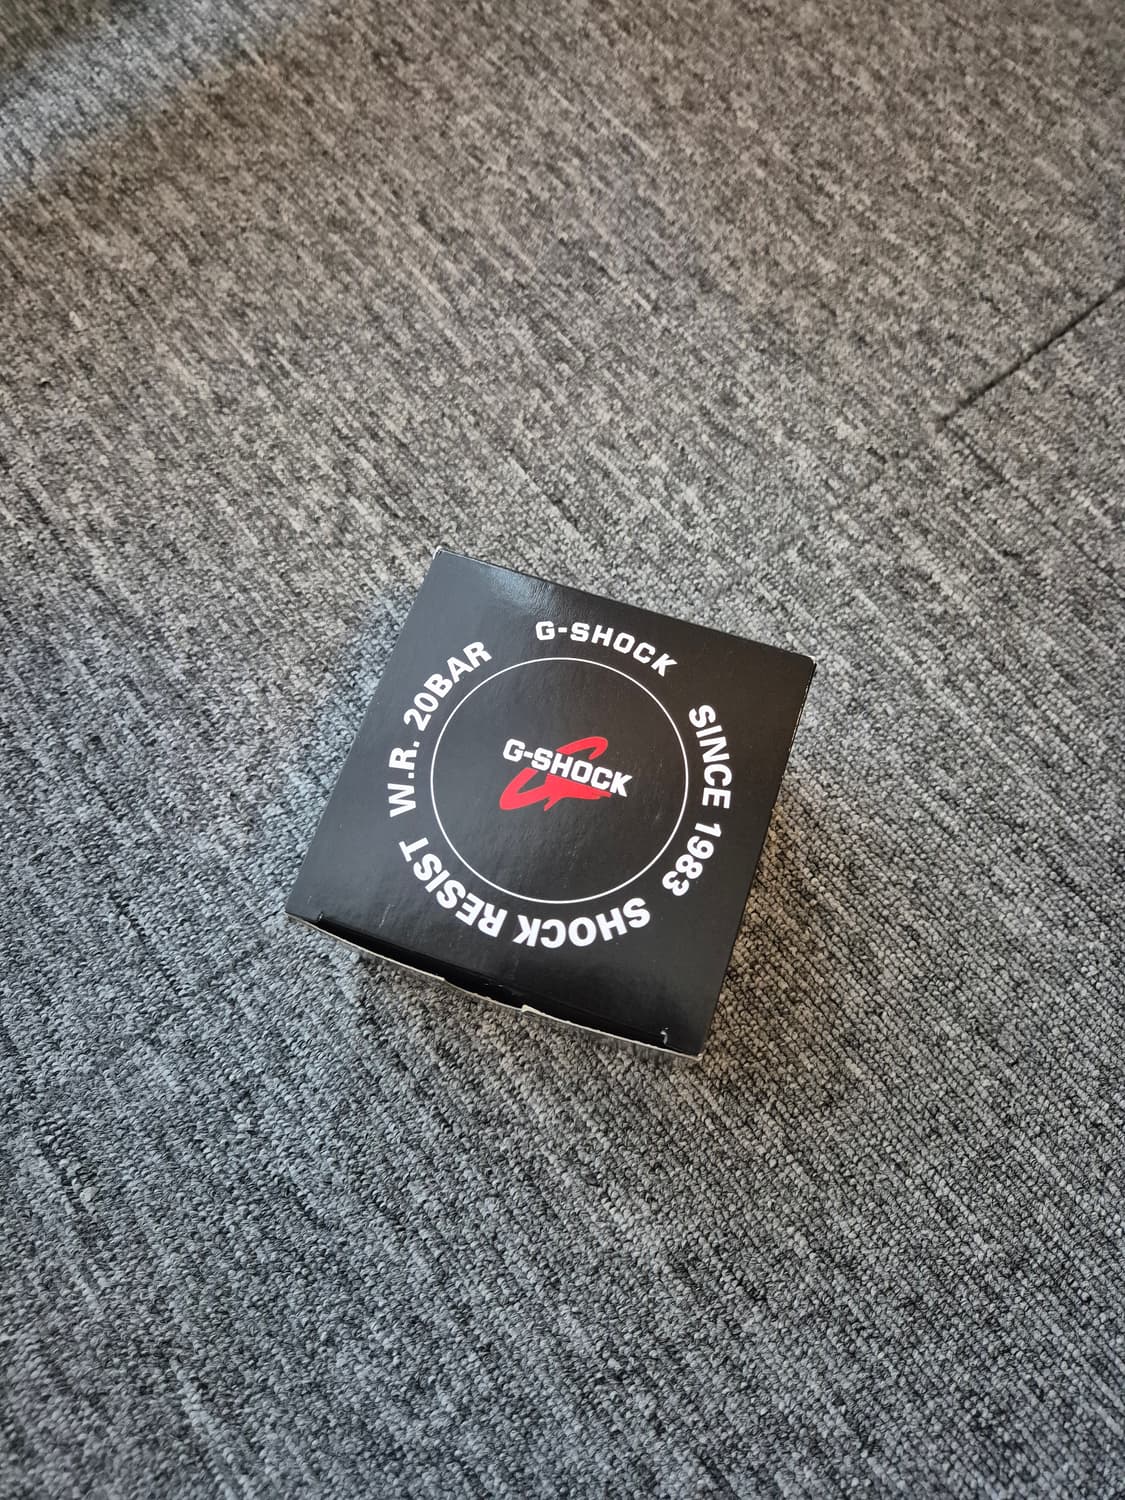 G-SHOCK
SINCE 1983
SHOCK RESIST
W.R. 20BAR
G-SHOCK